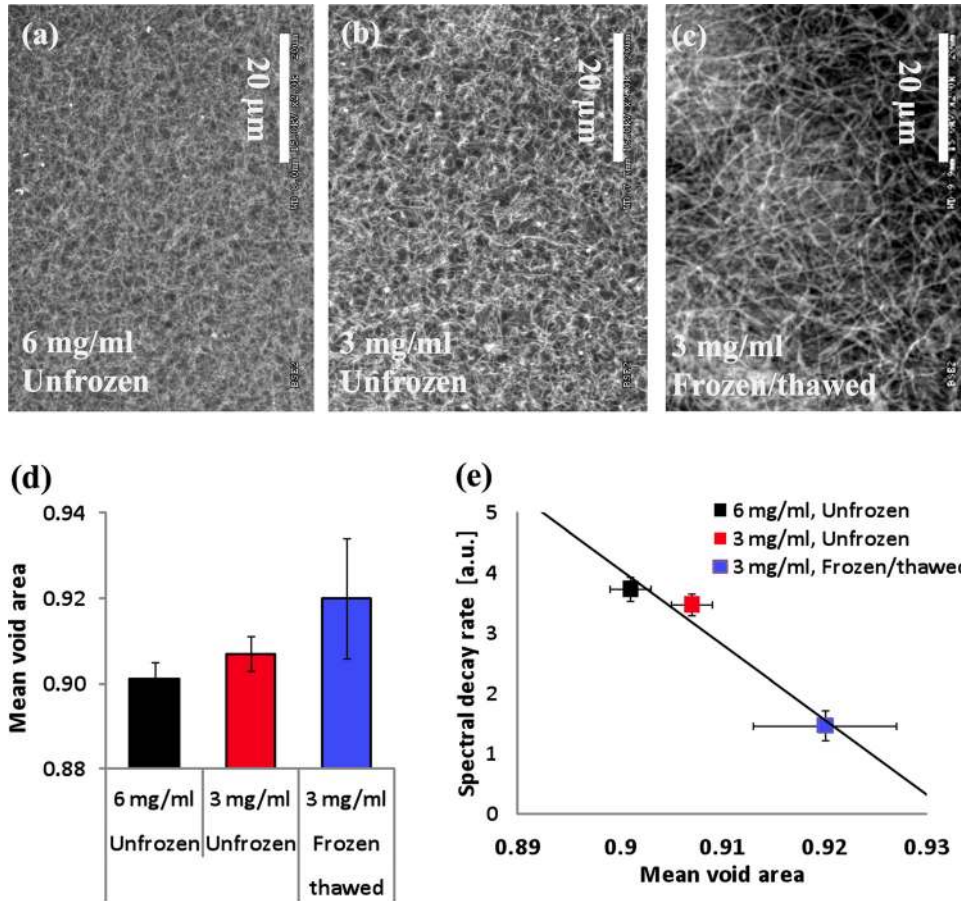 (a)
20 μm
6 mg/ml
Unfrozen
BSE2
(b)
20 μm
3 mg/ml
Unfrozen
BSE2
(c)
20 μm
3 mg/ml
Frozen/thawed
BSE2
(d)
Mean void area
0.94
0.92
0.90
0.88
6 mg/ml
3 mg/ml
3 mg/ml
Unfrozen
Unfrozen
Frozen
thawed
(e)
6 mg/ml, Unfrozen
3 mg/ml, Unfrozen
3 mg/ml, Frozen/thawed
Spectral decay rate [a.u.]
5
4
3
2
1
0
0.89
0.9
0.91
0.92
0.93
Mean void area